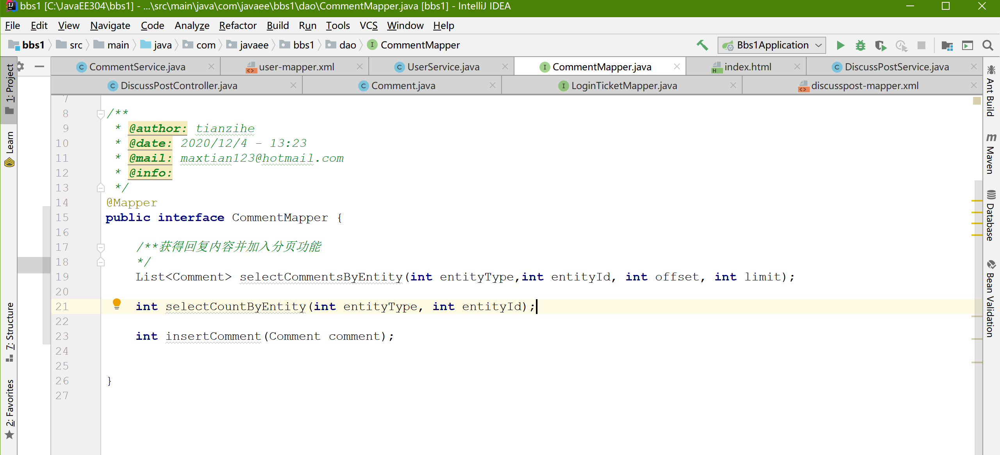 bbs1 [C:\JavaEE304\bbs1] - ...\src\main\java\com\javaee\bbs1\dao\CommentMapper.java [bbs1] - IntelliJ IDEA
File Edit View Navigate Code Analyze Refactor Build Run Tools VCS Window Help
bbs1 src main java com javaee bbs1 dao I CommentMapper Bbs1Application
C CommentService.java user-mapper.xml C UserService.java I CommentMapper.java index.html C DiscussPostService.java
C DiscussPostController.java C Comment.java I LoginTicketMapper.java discusspost-mapper.xml
1: Project
Learn
7: Structure
2: Favorites
7
8 /**
9 * @author: tianzihe
10 * @date: 2020/12/4 - 13:23
11 * @mail: maxtian123@hotmail.com
12 * @info:
13 */
14 @Mapper
15 public interface CommentMapper {
16
17 /**获得回复内容并加入分页功能
18 */
19 List<Comment> selectCommentsByEntity(int entityType,int entityId, int offset, int limit);
20
21 int selectCountByEntity(int entityType, int entityId);
22
23 int insertComment(Comment comment);
24
25
26 }
27
Ant Build
m Maven
Database
Bean Validation